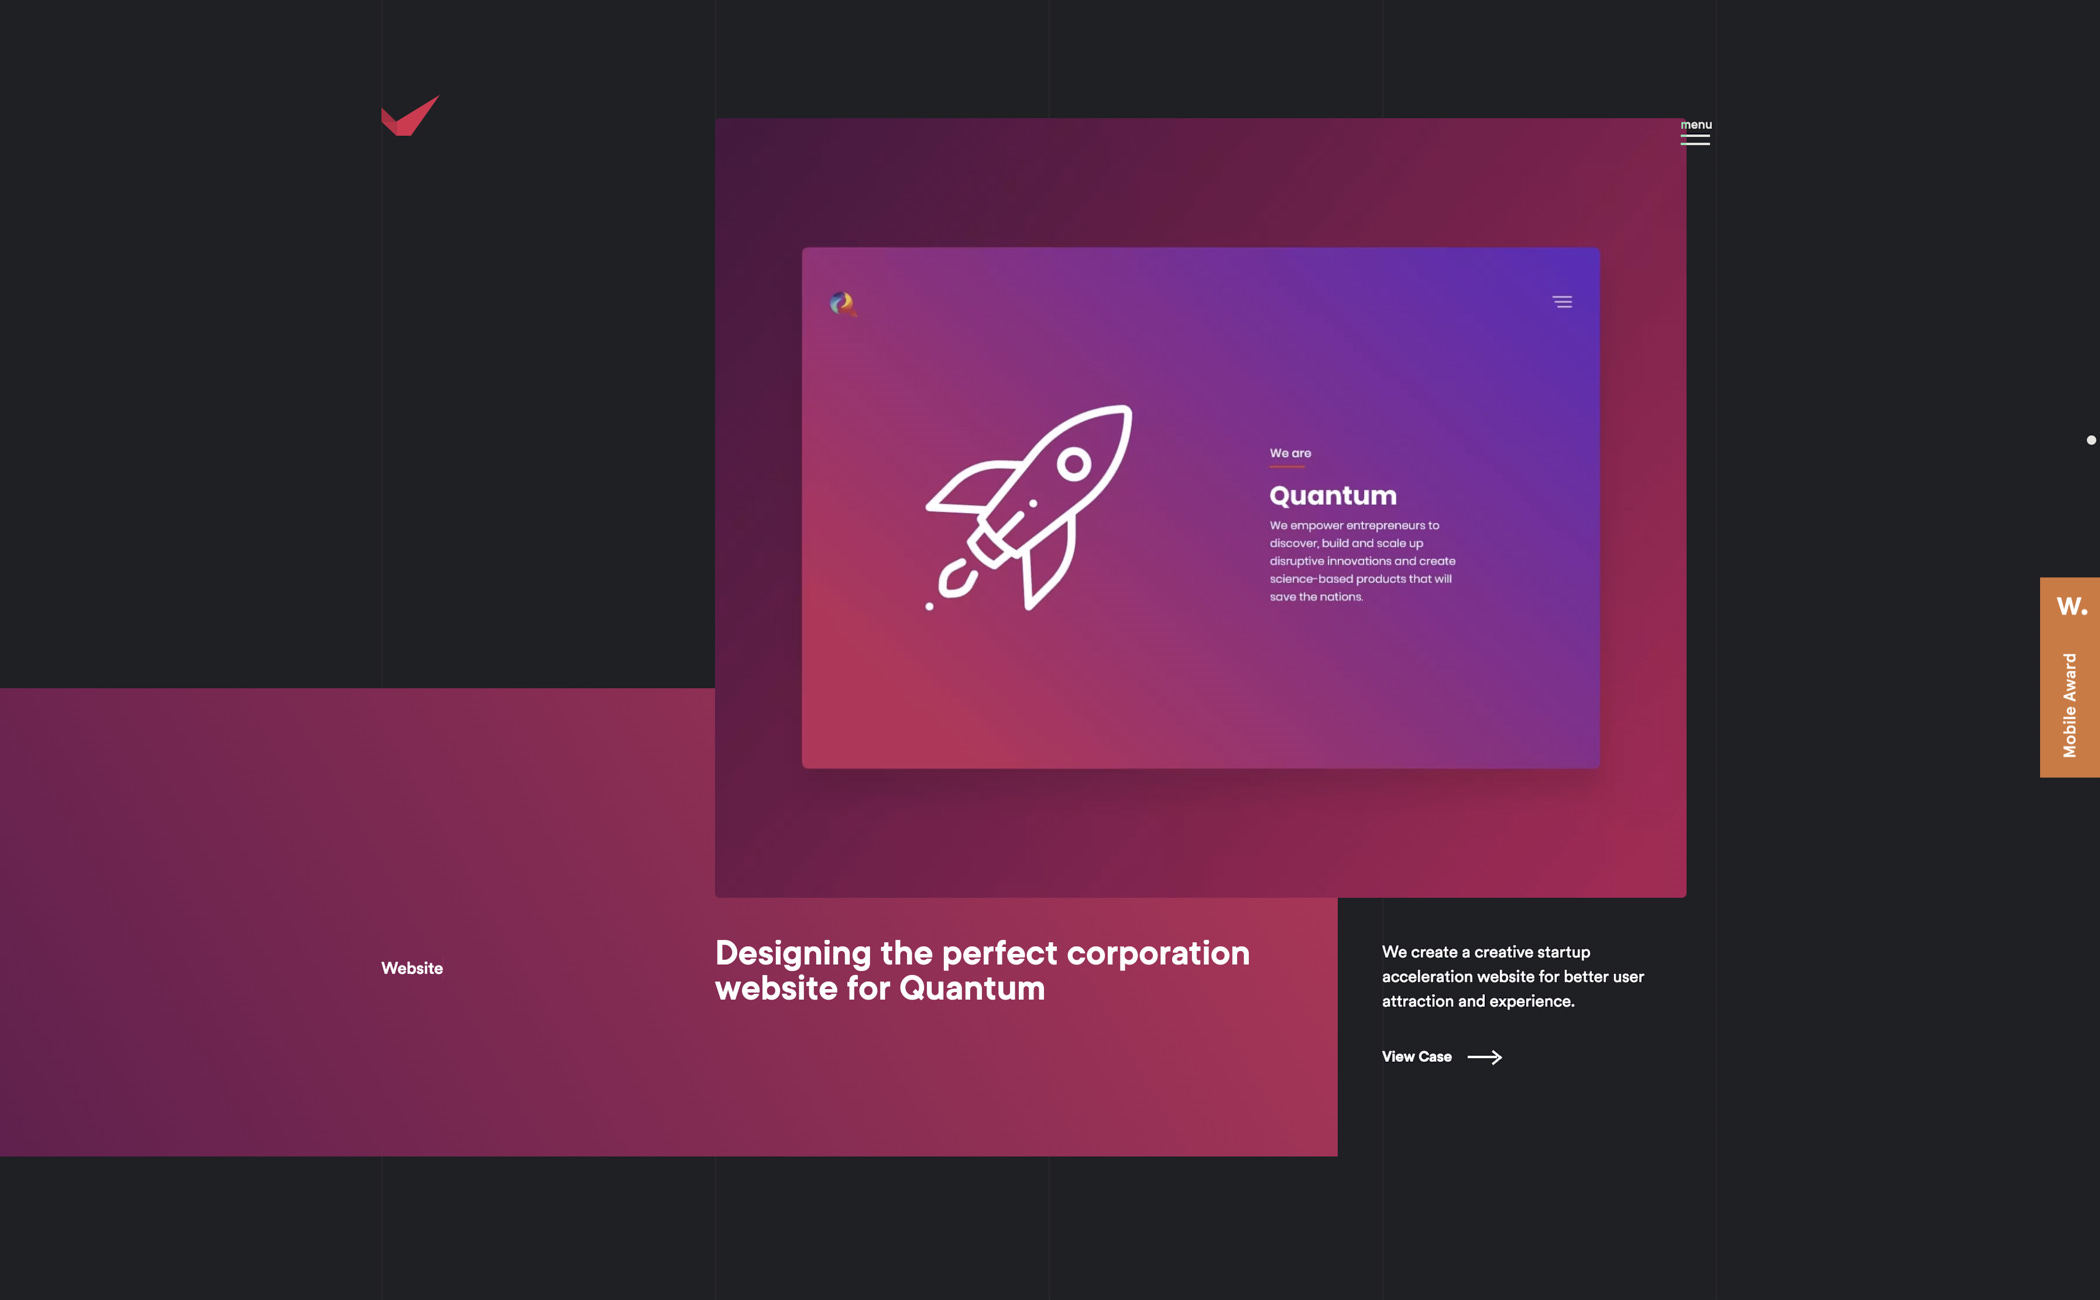 menu
We are
Quantum
We empower entrepreneurs to
discover, build and scale up
disruptive innovations and create
science-based products that will
save the nations.
W.
Mobile Award
Website
Designing the perfect corporation
website for Quantum
We create a creative startup
acceleration website for better user
attraction and experience.
View Case